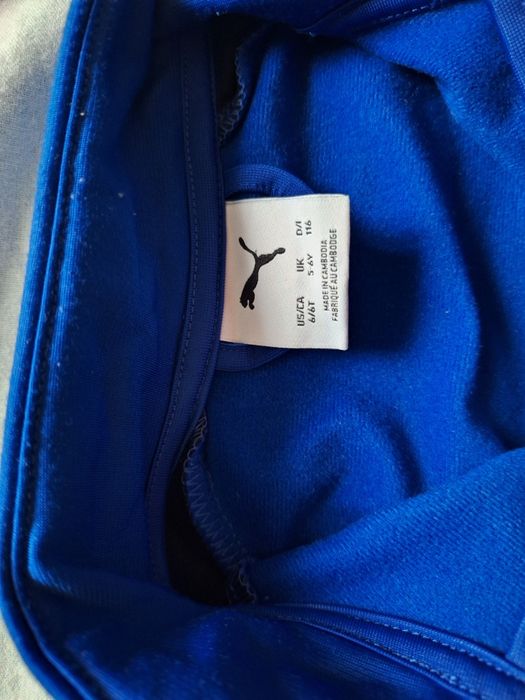 US/CA UK D/I
6/6T 5-6Y 116
MADE IN CAMBODIA
FABRIQUÉ AU CAMBODGE